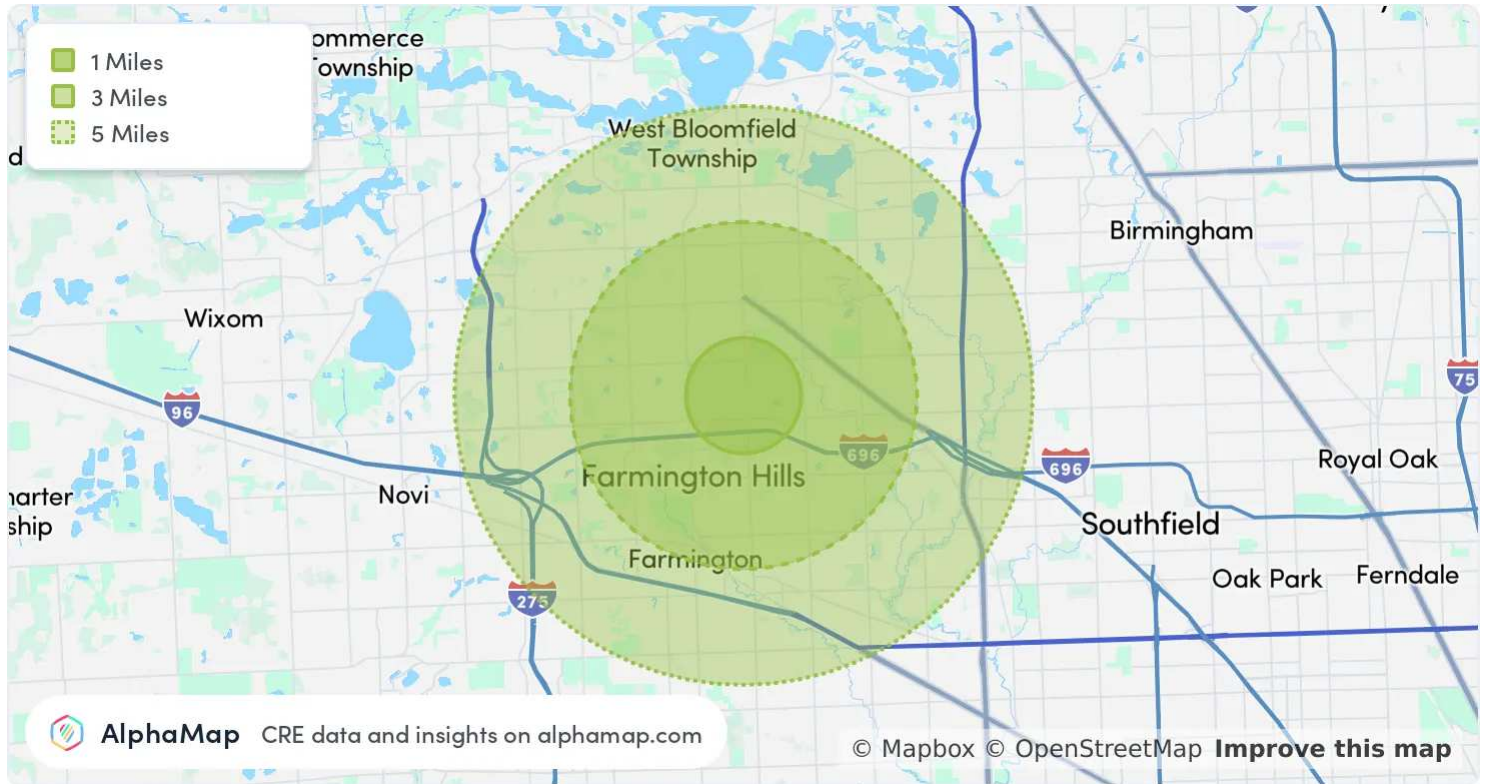 1 Miles
3 Miles
5 Miles
ommerce
Township
d
West Bloomfield
Township
Birmingham
Wixom
96
75
696
696
Farmington Hills
Royal Oak
Novi
harter
ship
Southfield
Farmington
Oak Park
Ferndale
275
AlphaMap CRE data and insights on alphamap.com
© Mapbox © OpenStreetMap Improve this map